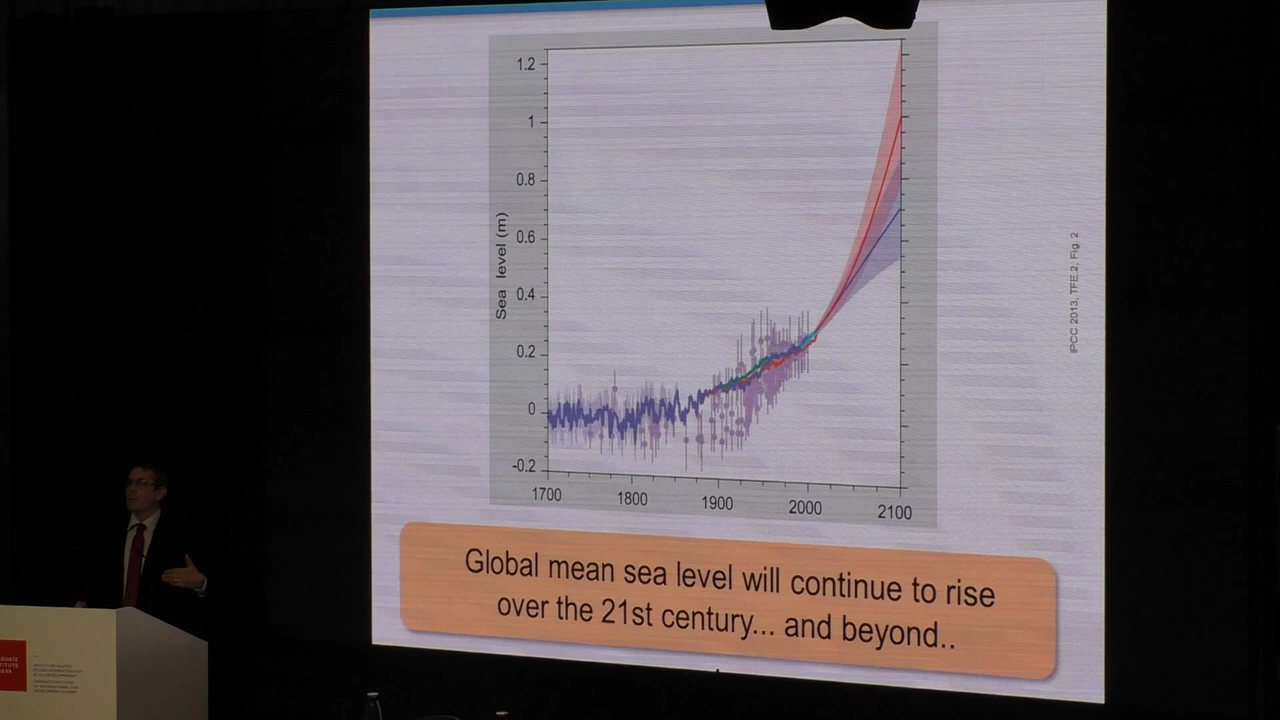 1.2
1
0.8
0.6
0.4
0.2
0
-0.2
Sea level (m)
1700 1800 1900 2000 2100
IPCC 2013, TFE.2, Fig. 2
Global mean sea level will continue to rise
over the 21st century... and beyond..